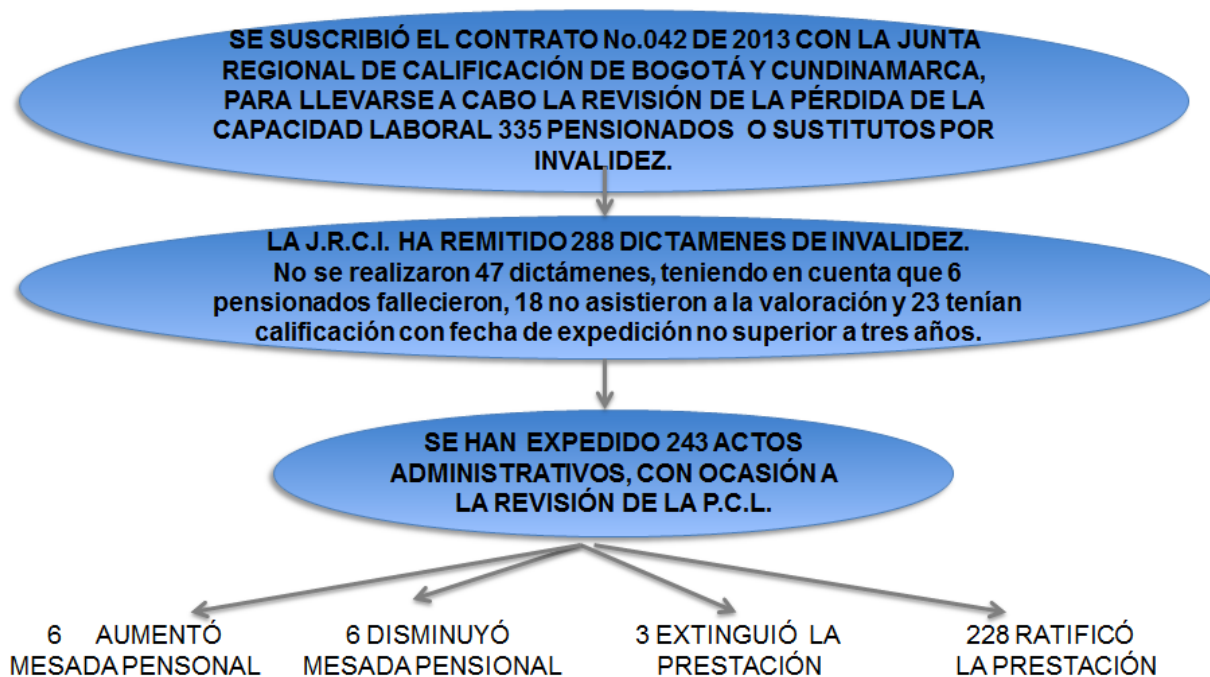 SE SUSCRIBIÓ EL CONTRATO No.042 DE 2013 CON LA JUNTA
REGIONAL DE CALIFICACIÓN DE BOGOTÁ Y CUNDINAMARCA,
PARA LLEVARSE A CABO LA REVISIÓN DE LA PÉRDIDA DE LA
CAPACIDAD LABORAL 335 PENSIONADOS O SUSTITUTOS POR
INVALIDEZ.
LA J.R.C.I. HA REMITIDO 288 DICTAMENES DE INVALIDEZ.
No se realizaron 47 dictámenes, teniendo en cuenta que 6
pensionados fallecieron, 18 no asistieron a la valoración y 23 tenían
calificación con fecha de expedición no superior a tres años.
SE HAN EXPEDIDO 243 ACTOS
ADMINISTRATIVOS, CON OCASIÓN A
LA REVISIÓN DE LA P.C.L.
6 AUMENTÓ
MESADA PENSONAL
6 DISMINUYÓ
MESADA PENSIONAL
3 EXTINGUIÓ LA
PRESTACIÓN
228 RATIFICÓ
LA PRESTACIÓN